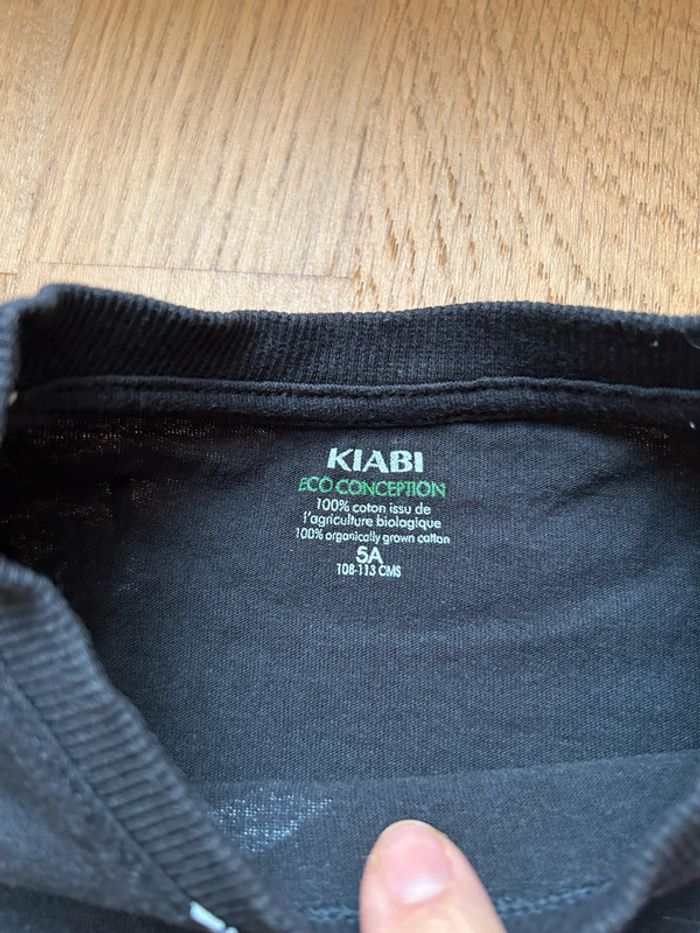 KIABI
ECO CONCEPTION
100% coton issu de
l'agriculture biologique
100% organically grown cotton
5A
108-113 CMS